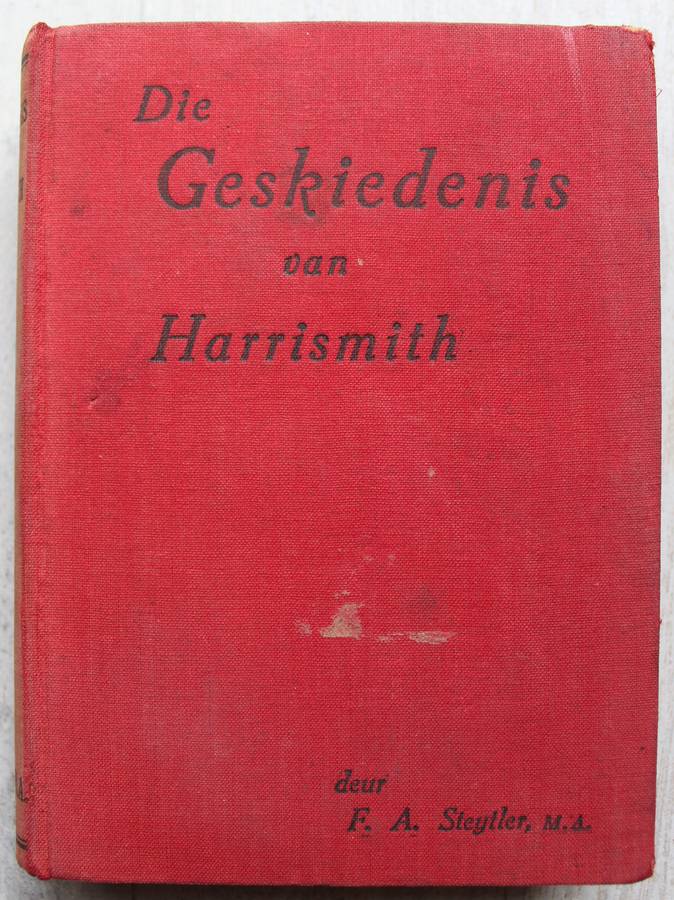 Die
Geskiedenis
van
Harrismith
deur
F. A. Steytler, M.A.